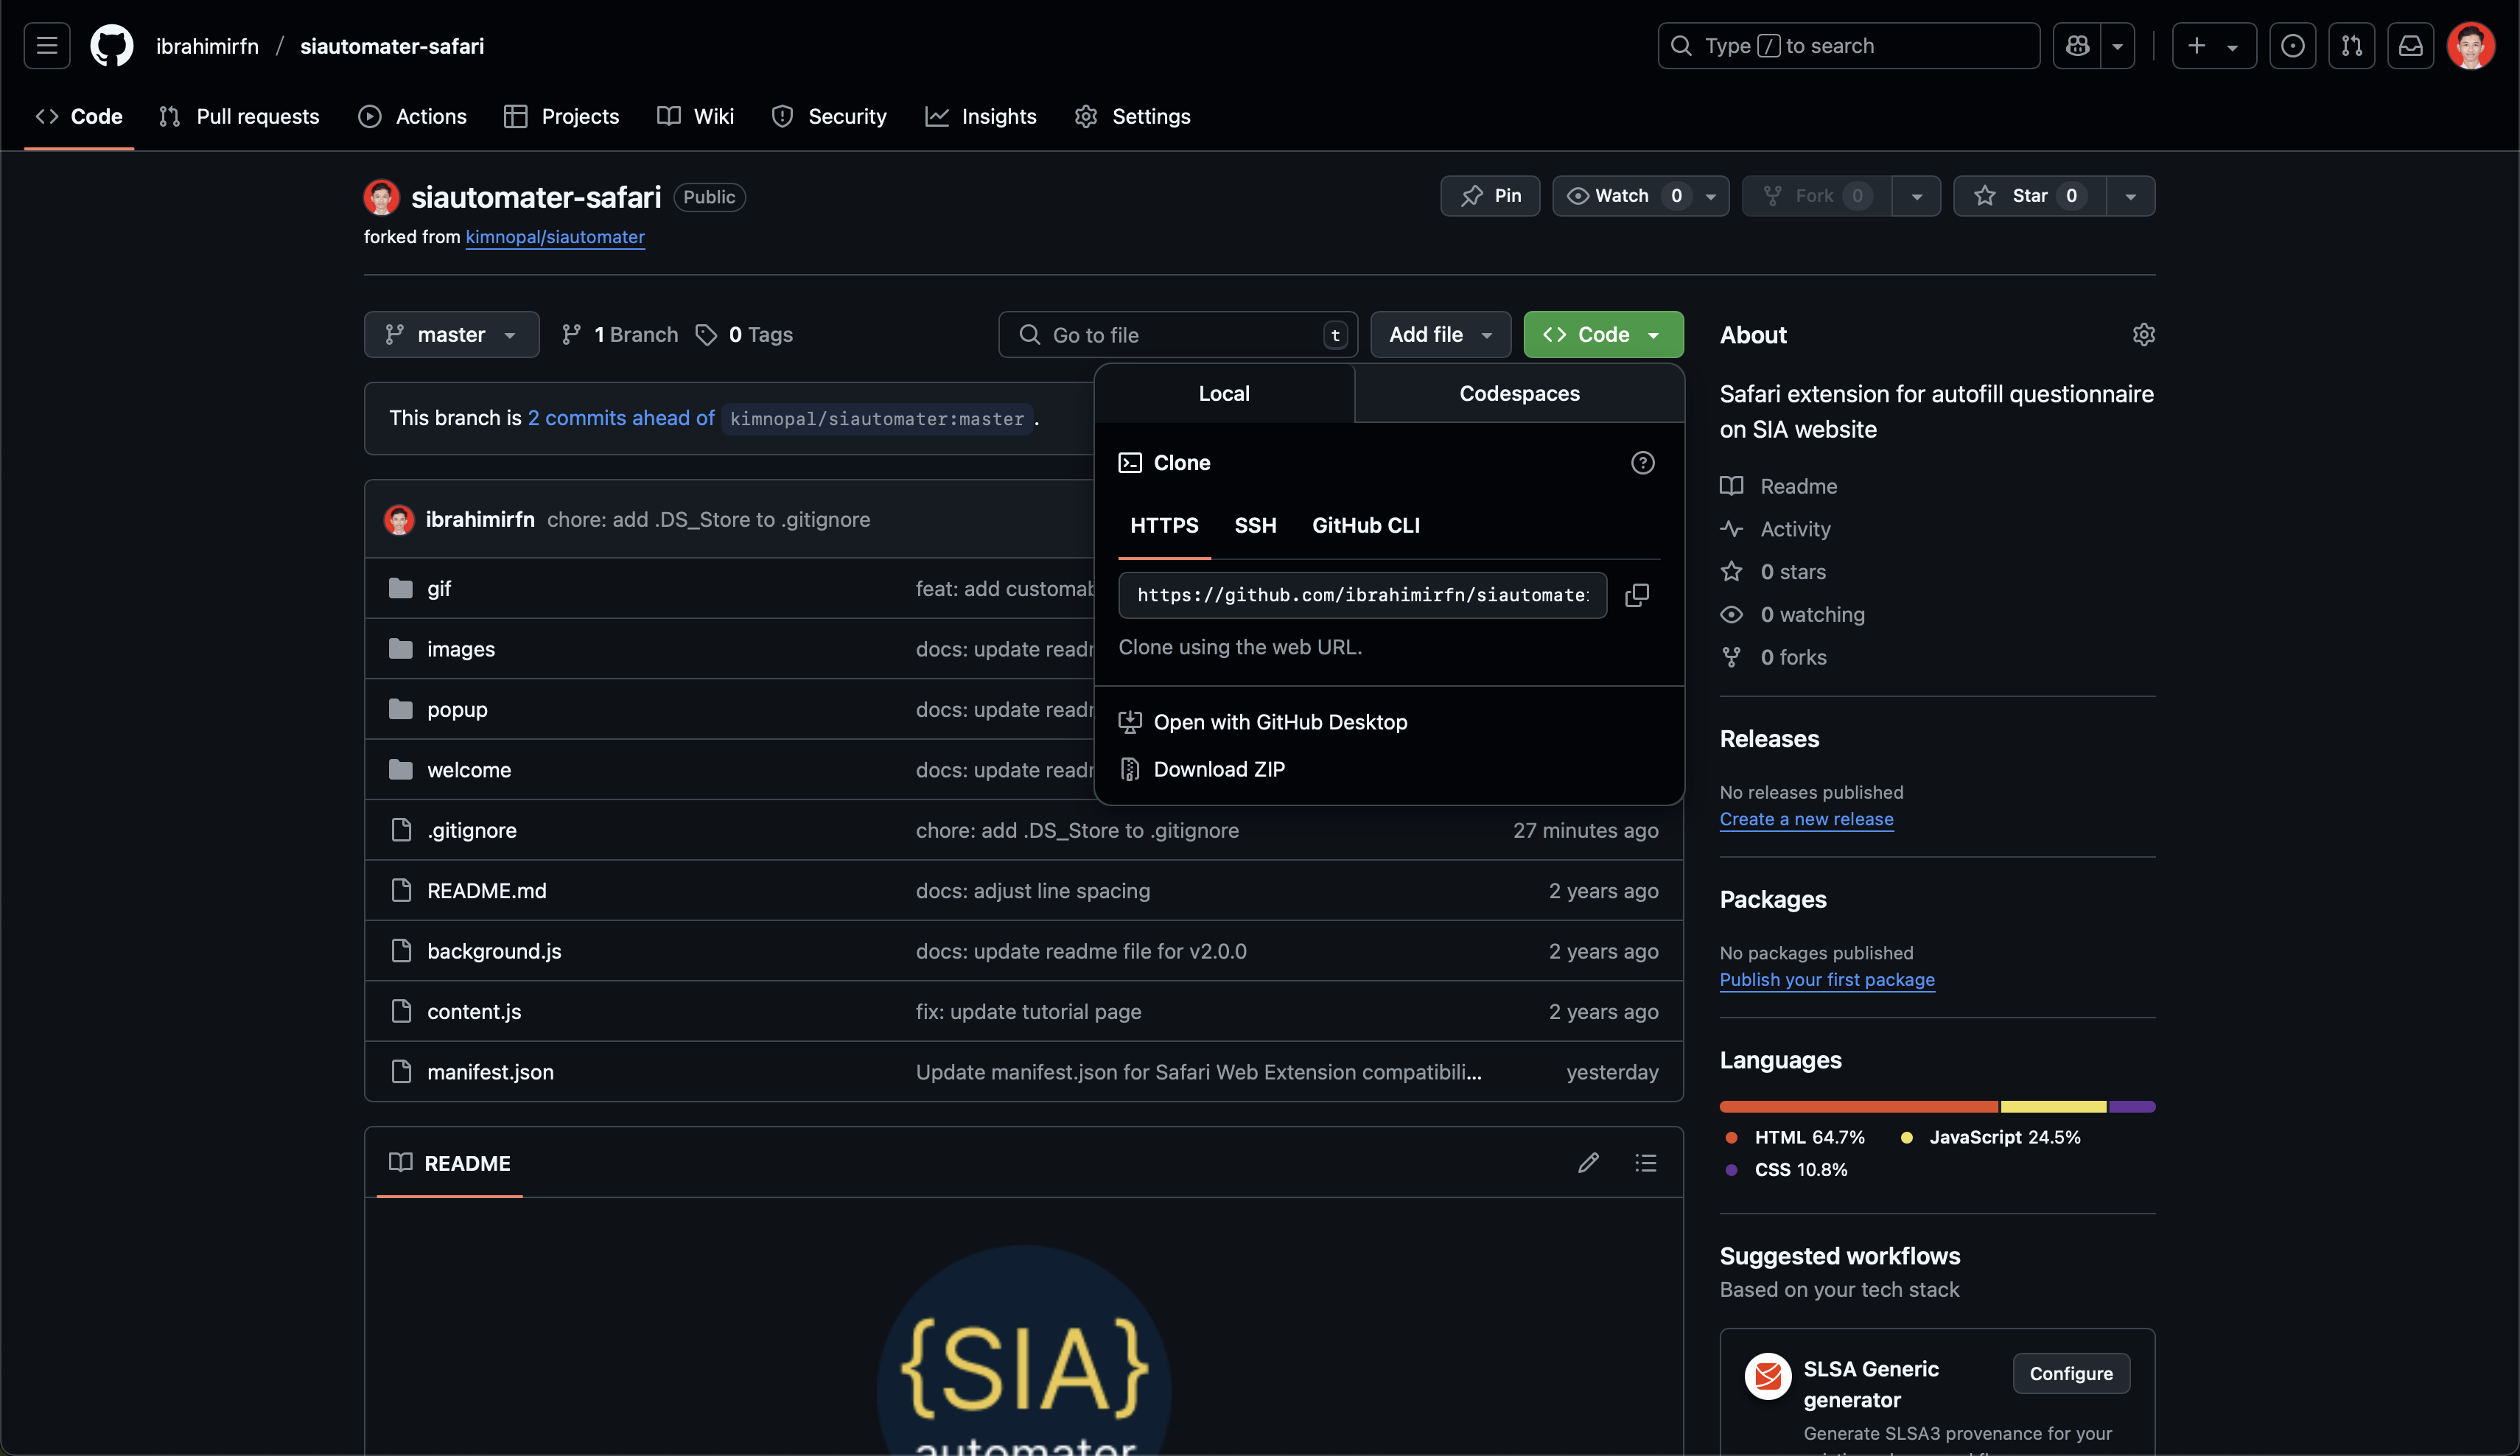 ibrahimirfn / siautomater-safari
Type / to search
Code
Pull requests
Actions
Projects
Wiki
Security
Insights
Settings
siautomater-safari
Public
Pin
Watch 0
Fork 0
Star 0
forked from kimnopal/siautomater
master
1 Branch
0 Tags
Go to file
t
Add file
Code
This branch is 2 commits ahead of kimnopal/siautomater:master .
ibrahimirfn chore: add .DS_Store to .gitignore
gif
feat: add customab
images
docs: update
popup
docs: update
welcome
docs: update
.gitignore
chore: add .DS_Store to .gitignore
27 minutes ago
README.md
docs: adjust line spacing
2 years ago
background.js
docs: update readme file for v2.0.0
2 years ago
content.js
fix: update tutorial page
2 years ago
manifest.json
Update manifest.json for Safari Web Extension compatibili...
yesterday
Local
Codespaces
Clone
HTTPS
SSH
GitHub CLI
https://github.com/ibrahimirfn/siautomate
Clone using the web URL.
Open with GitHub Desktop
Download ZIP
README
{SIA}
automater
About
Safari extension for autofill questionnaire
on SIA website
Readme
Activity
0 stars
0 watching
0 forks
Releases
No releases published
Create a new release
Packages
No packages published
Publish your first package
Languages
HTML 64.7%
JavaScript 24.5%
CSS 10.8%
Suggested workflows
Based on your tech stack
SLSA Generic
generator
Configure
Generate SLSA3 provenance for your